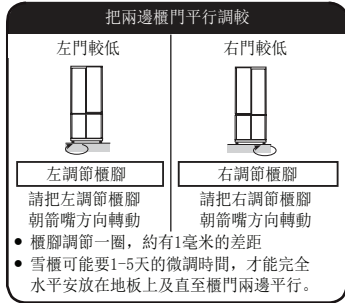 把兩邊櫃門平行調較
左門較低
右門較低
左調節櫃腳
右調節櫃腳
請把左調節櫃腳
朝箭嘴方向轉動
請把右調節櫃腳
朝箭嘴方向轉動
• 櫃腳調節一圈，約有1毫米的差距
• 雪櫃可能要1-5天的微調時間，才能完全
水平安放在地板上及直至櫃門兩邊平行。